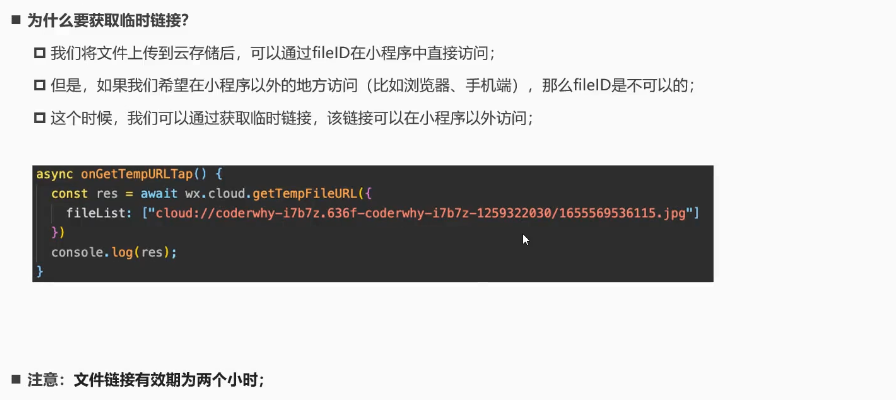 为什么要获取临时链接？
我们将文件上传到云存储后，可以通过fileID在小程序中直接访问；
但是，如果我们希望在小程序以外的地方访问（比如浏览器、手机端），那么fileID是不可以的；
这个时候，我们可以通过获取临时链接，该链接可以在小程序以外访问；
async onGetTempURLTap() {
const res = await wx.cloud.getTempFileURL({
fileList: ["cloud://coderwhy-i7b7z.636f-coderwhy-i7b7z-1259322030/1655569536115.jpg"]
})
console.log(res);
}
注意：文件链接有效期为两个小时；